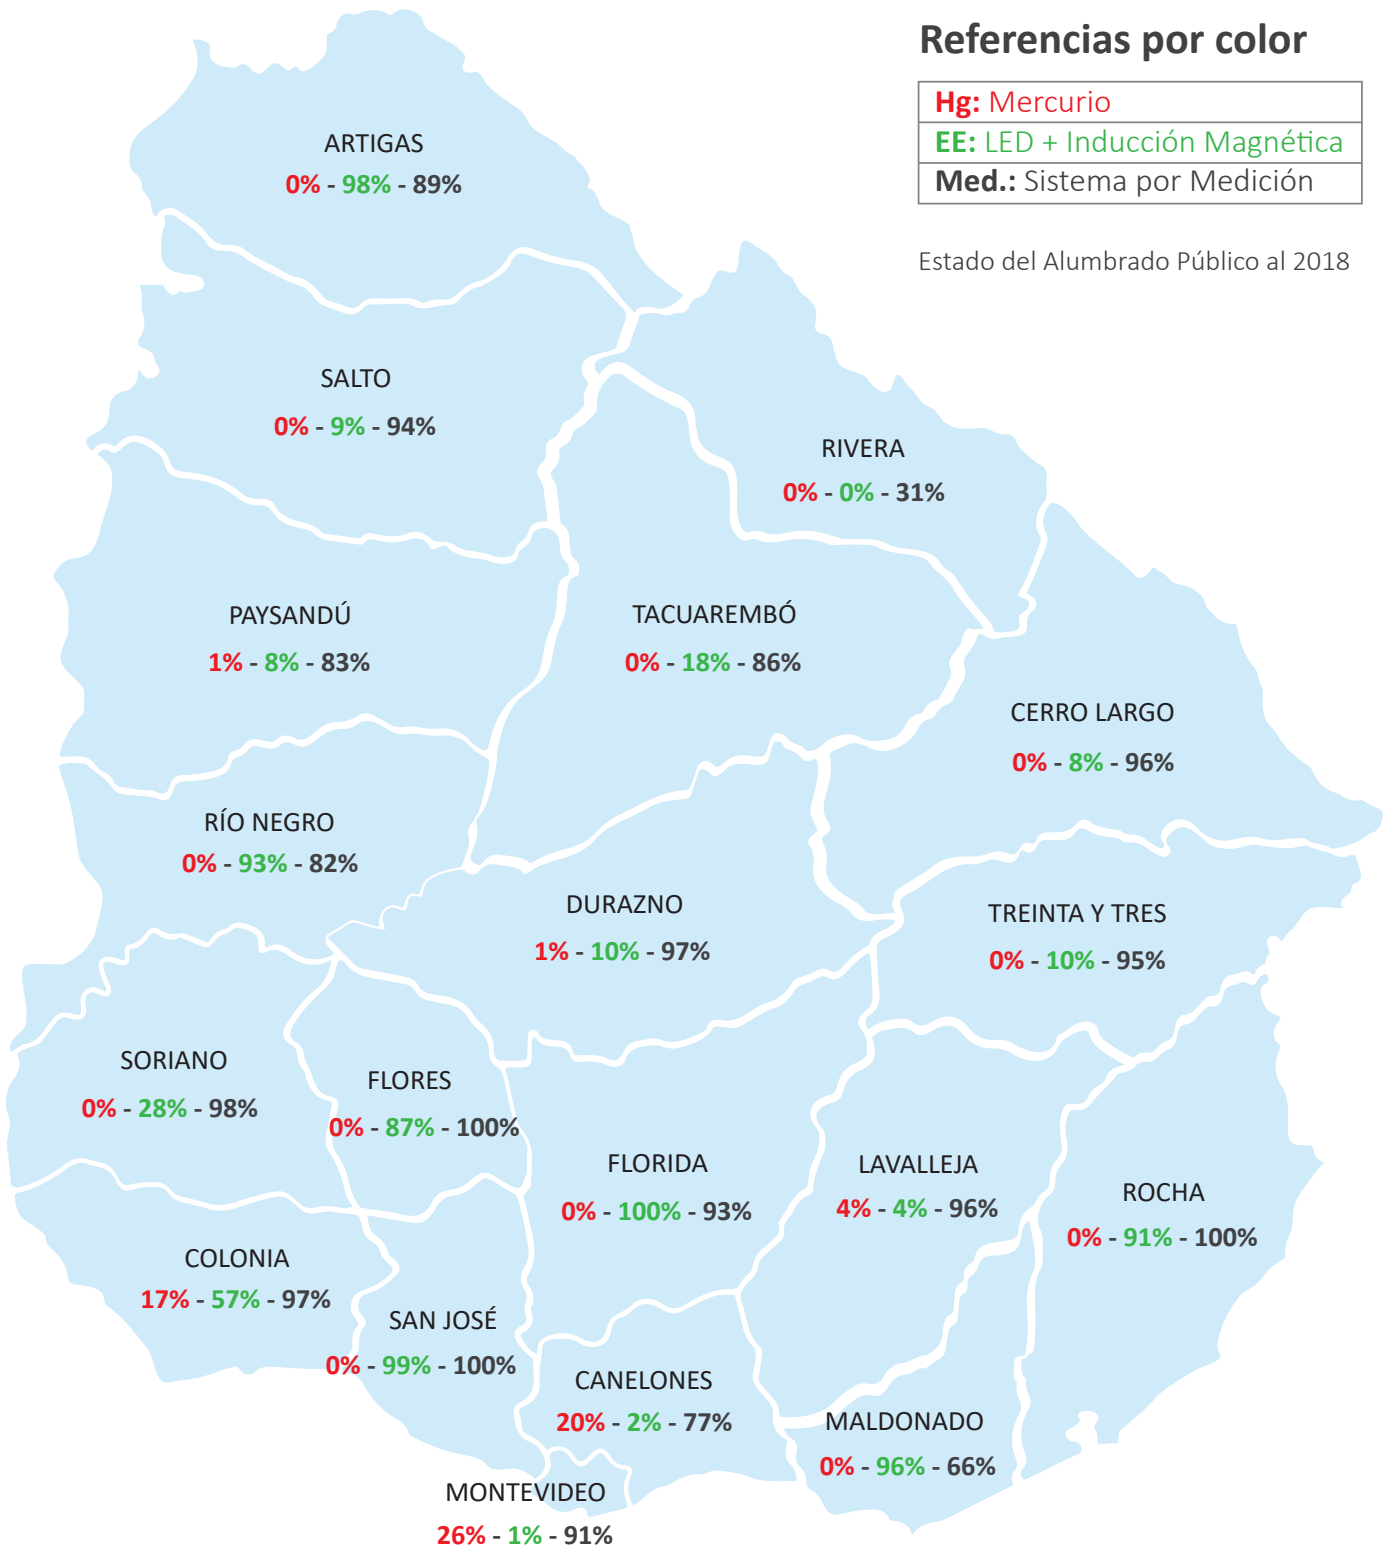 Referencias por color
Hg: Mercurio
EE: LED + Inducción Magnética
Med.: Sistema por Medición
Estado del Alumbrado Público al 2018
ARTIGAS
0% - 98% - 89%
SALTO
0% - 9% - 94%
RIVERA
0% - 0% - 31%
PAYSANDÚ
1% - 8% - 83%
TACUAREMBÓ
0% - 18% - 86%
CERRO LARGO
0% - 8% - 96%
RÍO NEGRO
0% - 93% - 82%
DURAZNO
1% - 10% - 97%
TREINTA Y TRES
0% - 10% - 95%
SORIANO
0% - 28% - 98%
FLORES
0% - 87% - 100%
FLORIDA
0% - 100% - 93%
LAVALLEJA
4% - 4% - 96%
ROCHA
0% - 91% - 100%
COLONIA
17% - 57% - 97%
SAN JOSÉ
0% - 99% - 100%
CANELONES
20% - 2% - 77%
MALDONADO
0% - 96% - 66%
MONTEVIDEO
26% - 1% - 91%